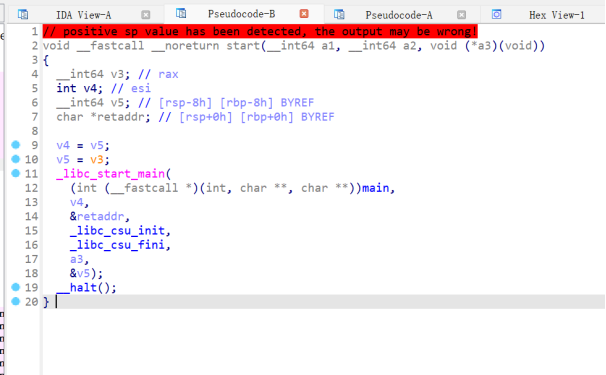 IDA View-A Pseudocode-B Pseudocode-A Hex View-1
1 // positive sp value has been detected, the output may be wrong!
2 void __fastcall __noreturn start(__int64 a1, __int64 a2, void (*a3)(void))
3 {
4 __int64 v3; // rax
5 int v4; // esi
6 __int64 v5; // [rsp-8h] [rbp-8h] BYREF
7 char *retaddr; // [rsp+0h] [rbp+0h] BYREF
8
9 v4 = v5;
10 v5 = v3;
11 _libc_start_main(
12 (int (__fastcall *)(int, char **, char **))main,
13 v4,
14 &retaddr,
15 _libc_csu_init,
16 _libc_csu_fini,
17 a3,
18 &v5);
19 __halt();
20 }